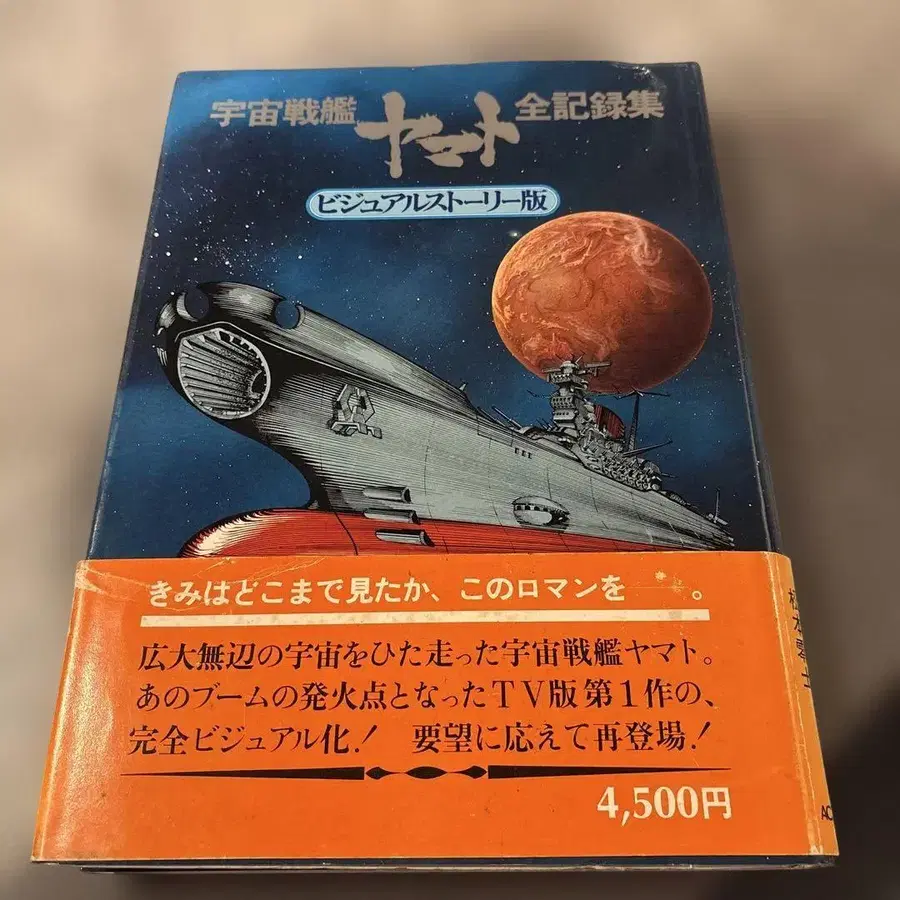 宇宙戦艦ヤマト全記録集
ビジュアルストーリー版
きみはどこまで見たか、このロマンを 。
広大無辺の宇宙をひた走った宇宙戦艦ヤマト。
あのブームの発火点となったTV版第1作の、
完全ビジュアル化! 要望に応えて再登場!
4,500円